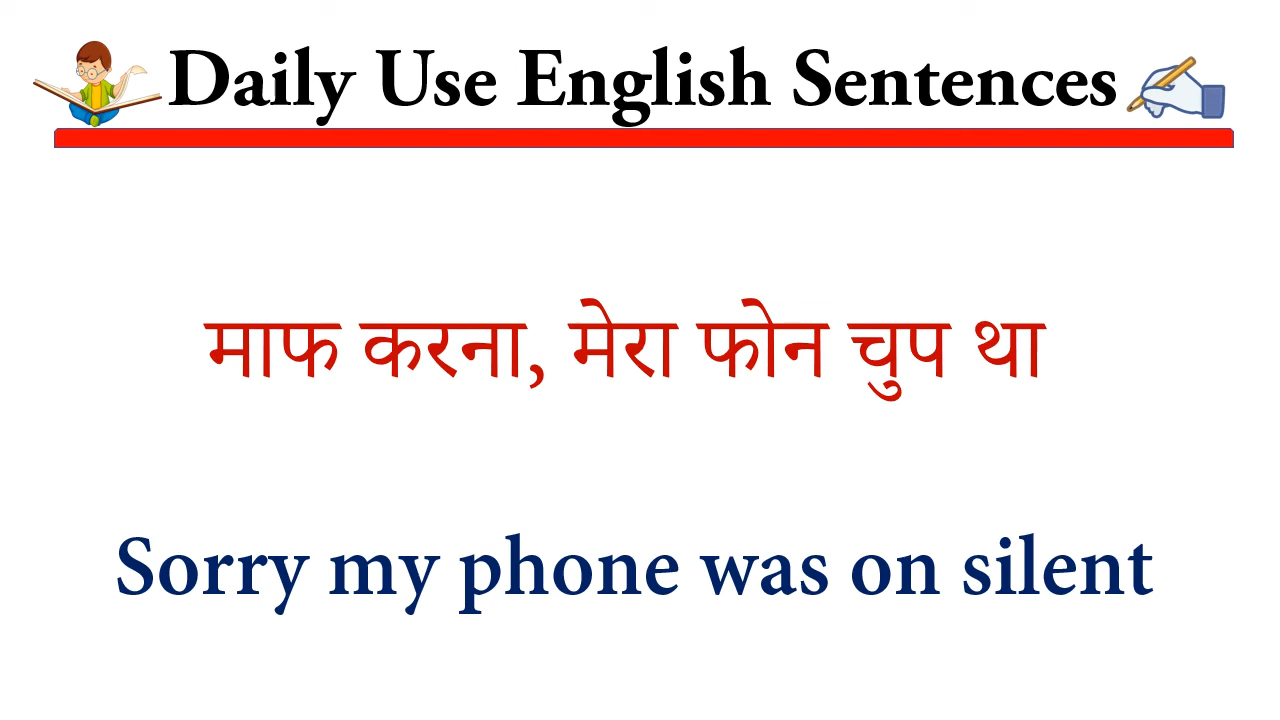 Daily Use English Sentences
माफ करना, मेरा फोन चुप था
Sorry my phone was on silent